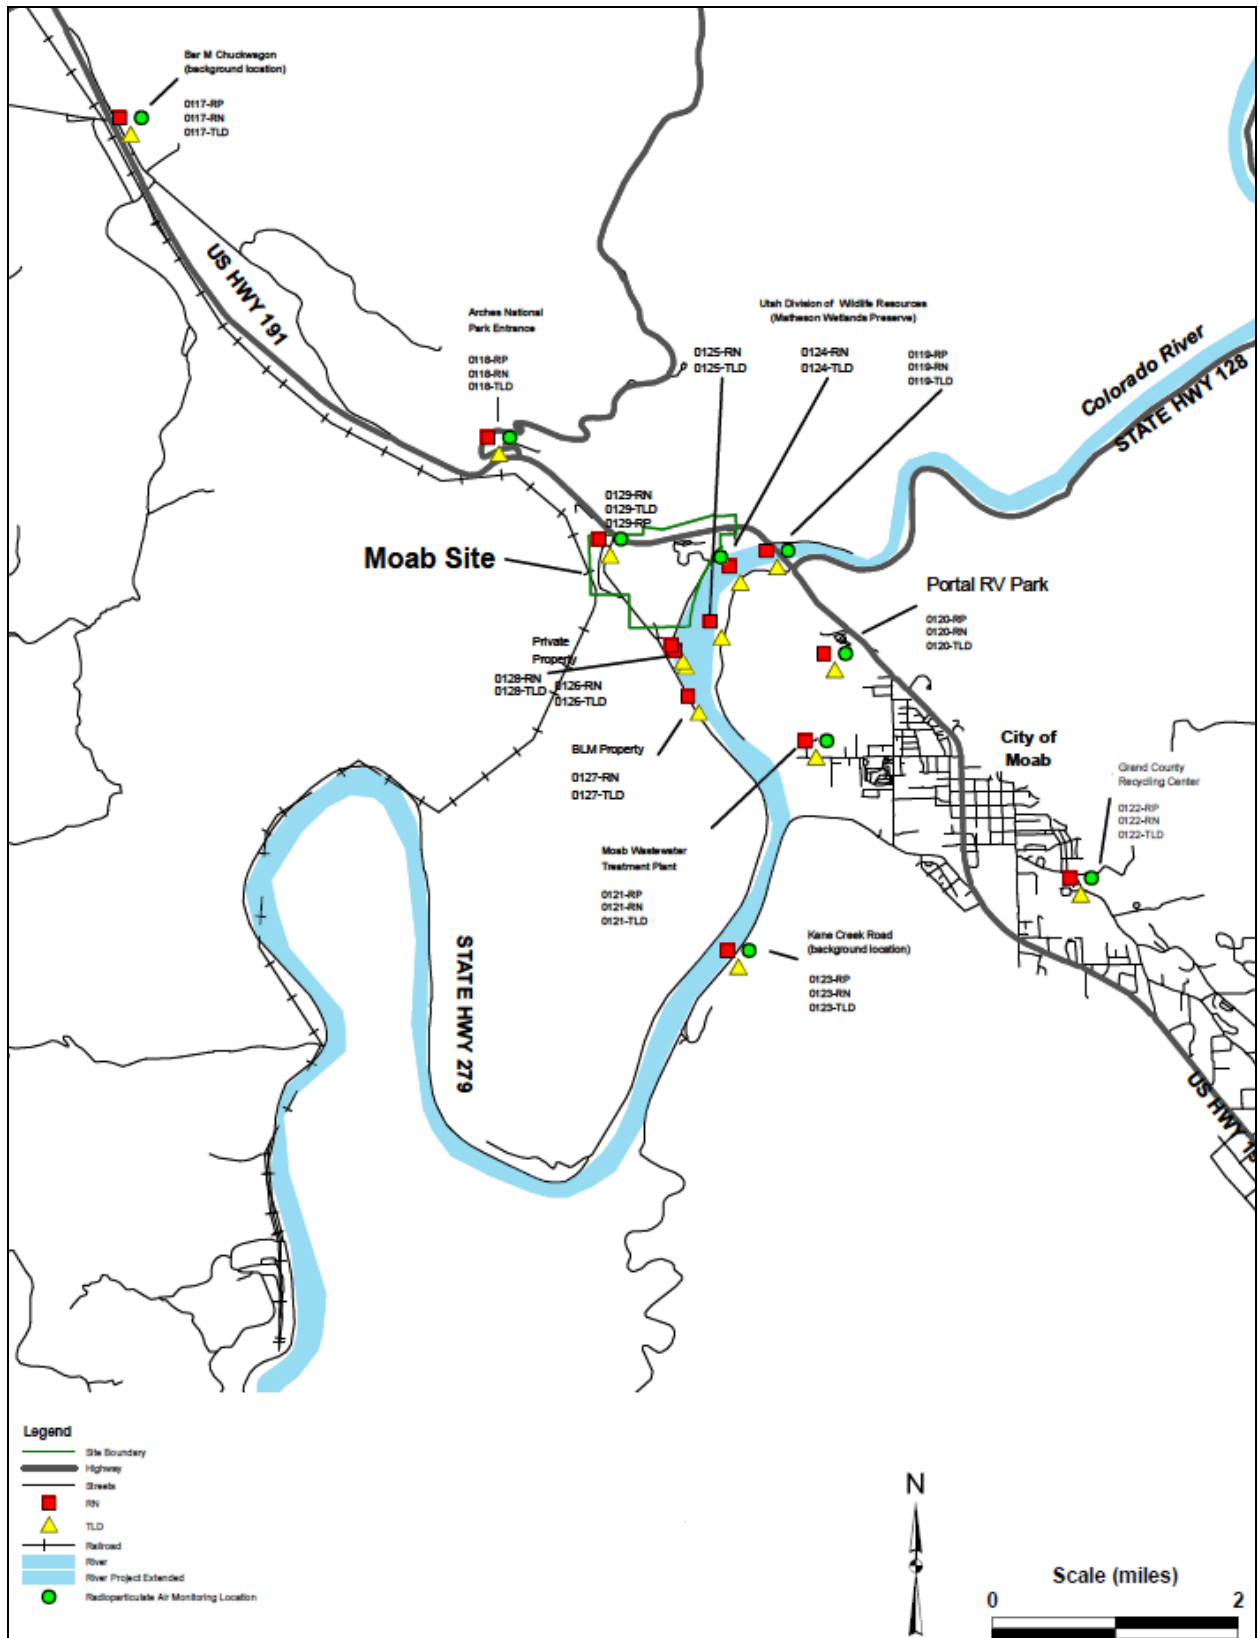 Bar M Chuckwagon
(background location)
0117-RP
0117-RN
0117-TLD
US HWY 191
Arches National
Park Entrance
0118-RP
0118-RN
0118-TLD
Utah Division of Wildlife Resources
(Matheson Wetlands Preserve)
0125-RN
0125-TLD
0124-RN
0124-TLD
0119-RP
0119-RN
0119-TLD
Colorado River
STATE HWY 128
0129-RN
0129-TLD
0129-RP
Moab Site
Portal RV Park
0120-RP
0120-RN
0120-TLD
Private
Property
0128-RN
0128-TLD
0126-RN
0126-TLD
BLM Property
0127-RN
0127-TLD
City of
Moab
Grand County
Recycling Center
0122-RP
0122-RN
0122-TLD
Moab Wastewater
Treatment Plant
0121-RP
0121-RN
0121-TLD
Kane Creek Road
(background location)
0123-RP
0123-RN
0123-TLD
STATE HWY 279
US HWY 19
Legend
Site Boundary
Highway
Streets
RN
TLD
Railroad
River
River Project Extended
Radioparticulate Air Monitoring Location
N
Scale (miles)
0 2